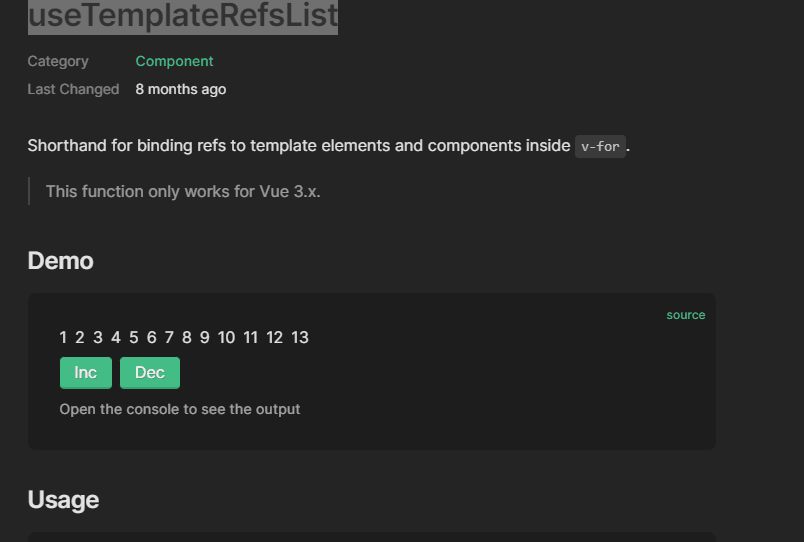 useTemplateRefsList
Category Component
Last Changed 8 months ago
Shorthand for binding refs to template elements and components inside v-for.
This function only works for Vue 3.x.
Demo
source
1 2 3 4 5 6 7 8 9 10 11 12 13
Inc Dec
Open the console to see the output
Usage